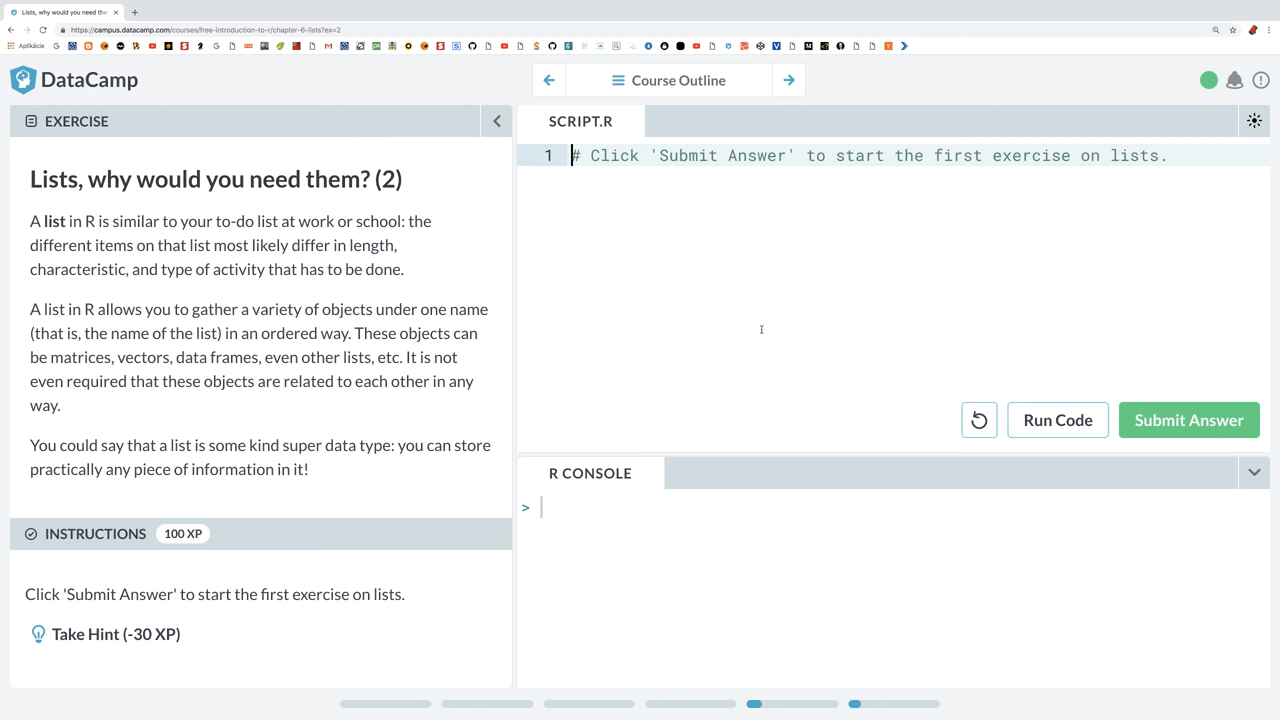 Lists, why would you need them
https://campus.datacamp.com/courses/free-introduction-to-r/chapter-6-lists?ex=2
Aplikácie
DataCamp
Course Outline
EXERCISE
Lists, why would you need them? (2)
A list in R is similar to your to-do list at work or school: the
different items on that list most likely differ in length,
characteristic, and type of activity that has to be done.
A list in R allows you to gather a variety of objects under one name
(that is, the name of the list) in an ordered way. These objects can
be matrices, vectors, data frames, even other lists, etc. It is not
even required that these objects are related to each other in any
way.
You could say that a list is some kind super data type: you can store
practically any piece of information in it!
INSTRUCTIONS 100 XP
Click 'Submit Answer' to start the first exercise on lists.
Take Hint (-30 XP)
SCRIPT.R
1 # Click 'Submit Answer' to start the first exercise on lists.
Run Code
Submit Answer
R CONSOLE
>